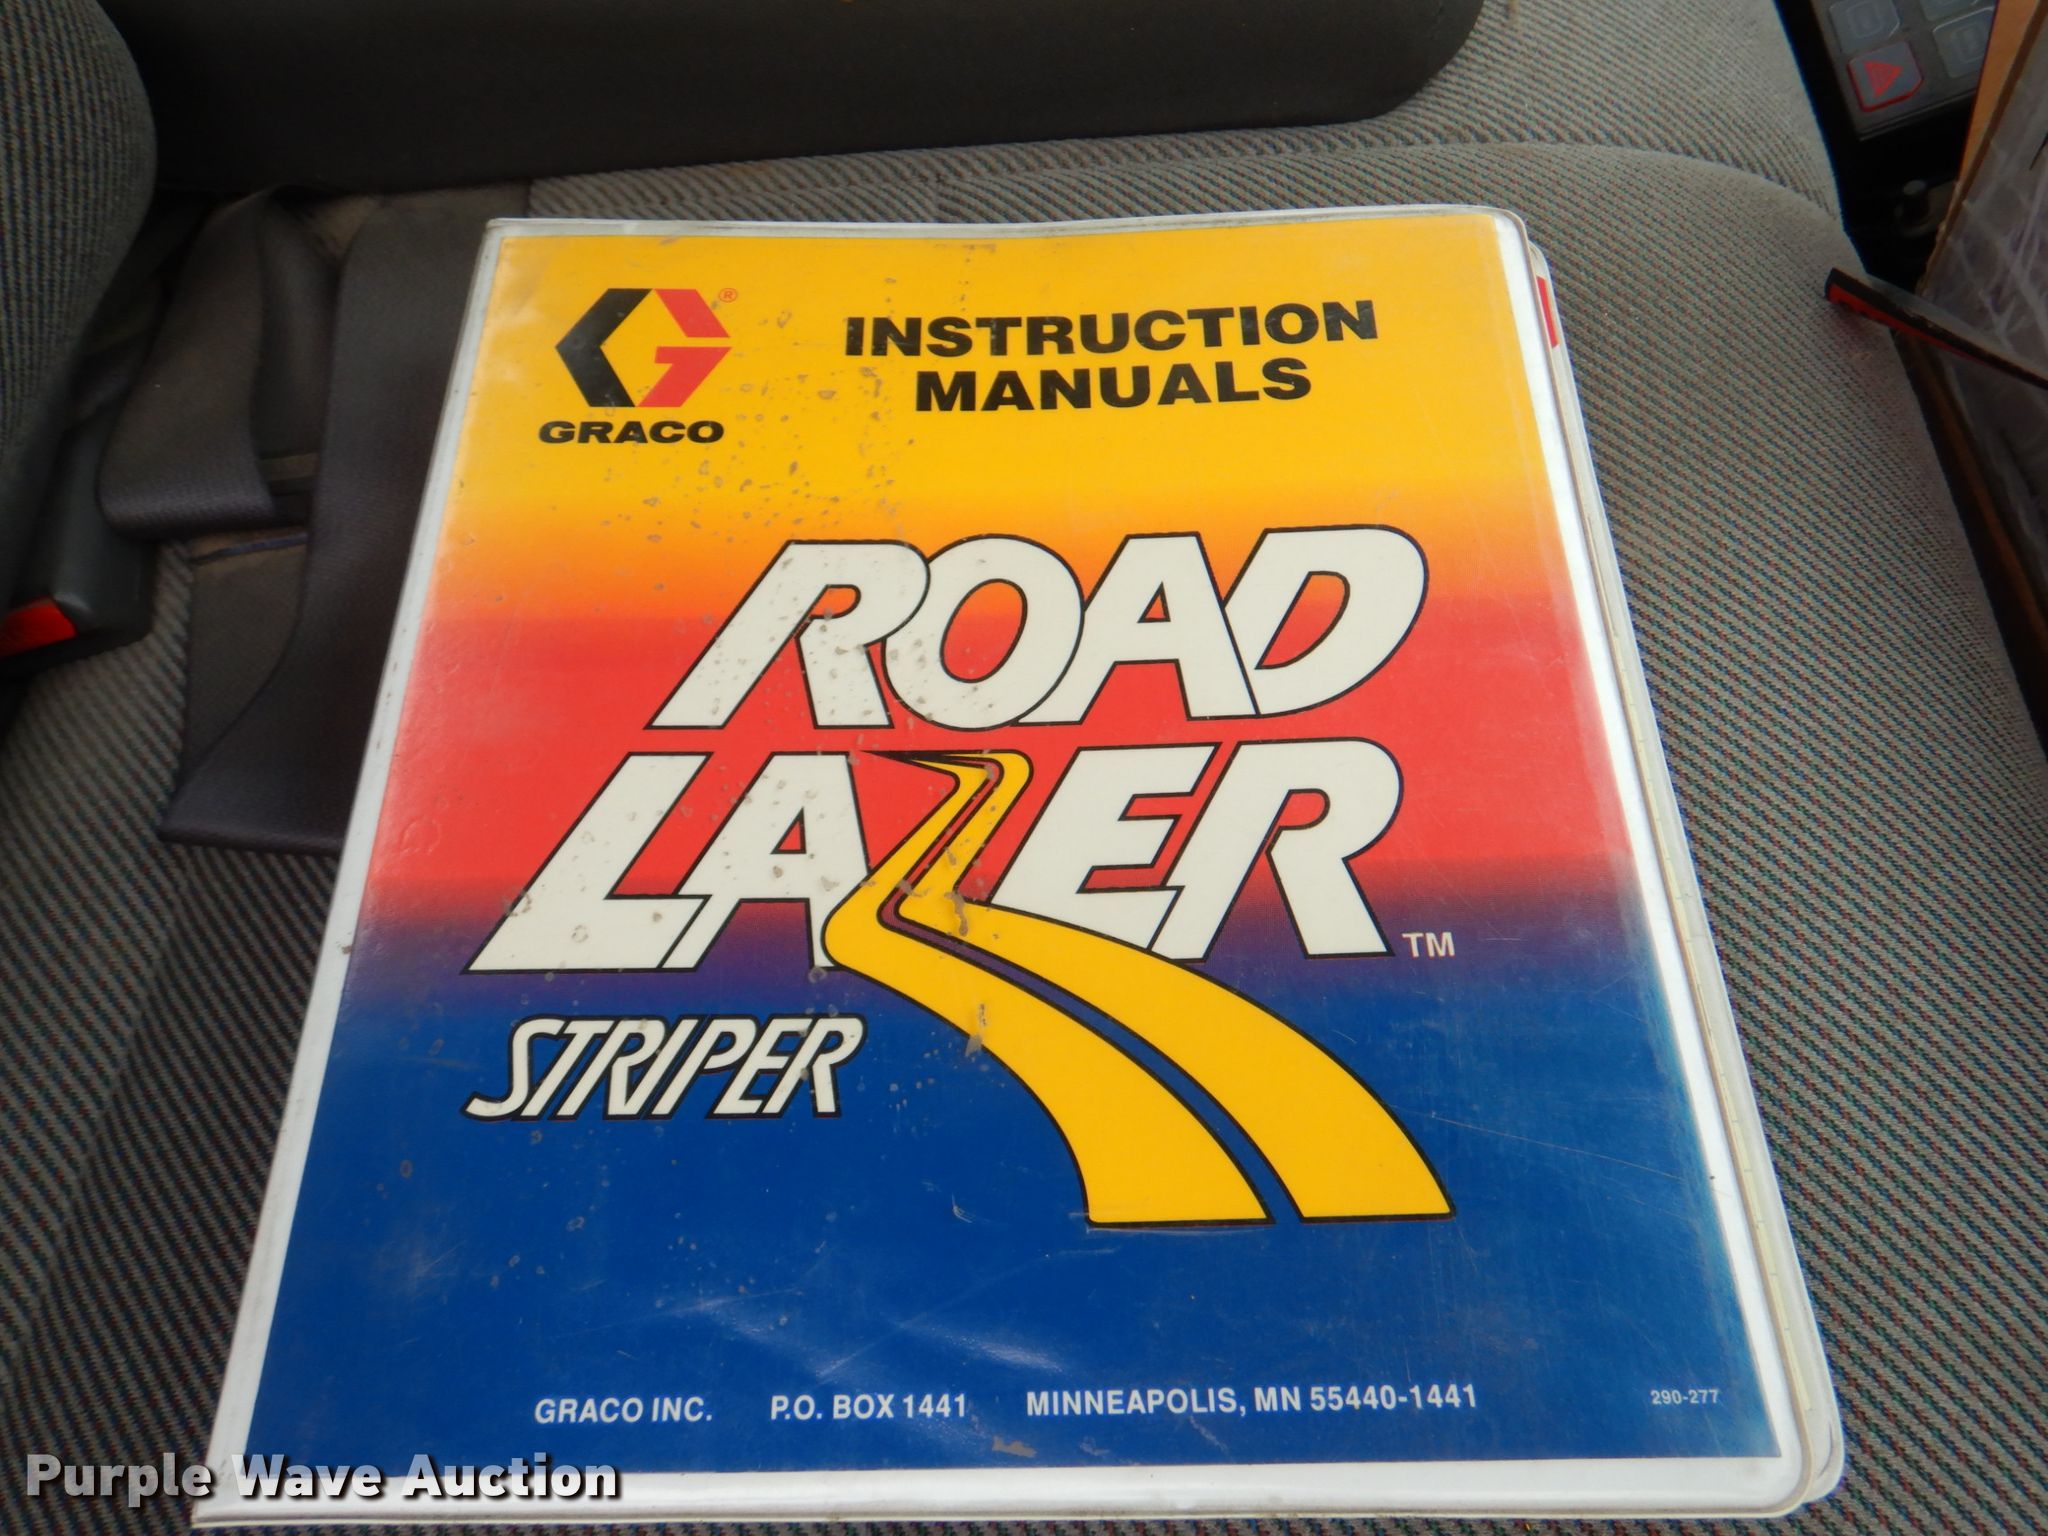 ®
GRACO
INSTRUCTION
MANUALS
ROAD
LAZER TM
STRIPER
GRACO INC. P.O. BOX 1441 MINNEAPOLIS, MN 55440-1441 290-277
Purple Wave Auction